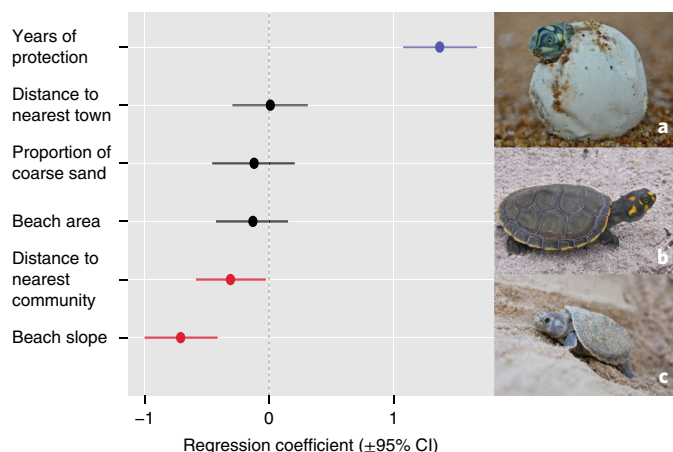 Years of
protection
Distance to
nearest town
Proportion of
coarse sand
Beach area
Distance to
nearest
community
Beach slope
−1
0
1
Regression coefficient (±95% CI)
a
b
c